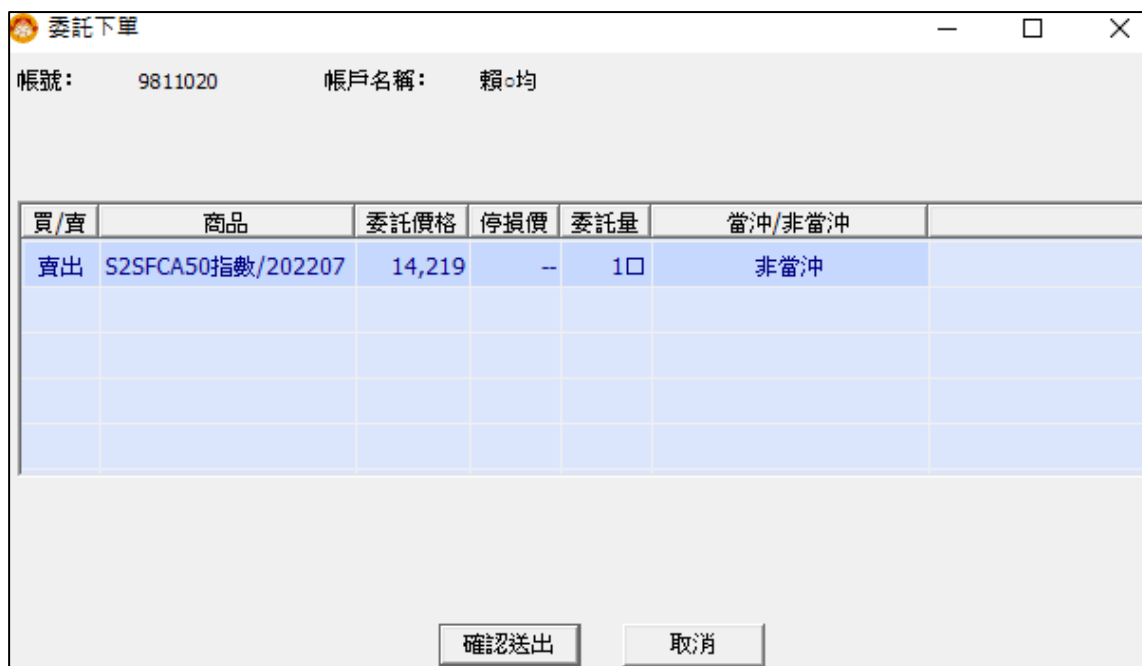 委託下單
帳號: 9811020 帳戶名稱: 賴○均
買/賣 商品 委託價格 停損價 委託量 當沖/非當沖
賣出 S2SFCA50指數/202207 14,219 -- 1口 非當沖
確認送出 取消